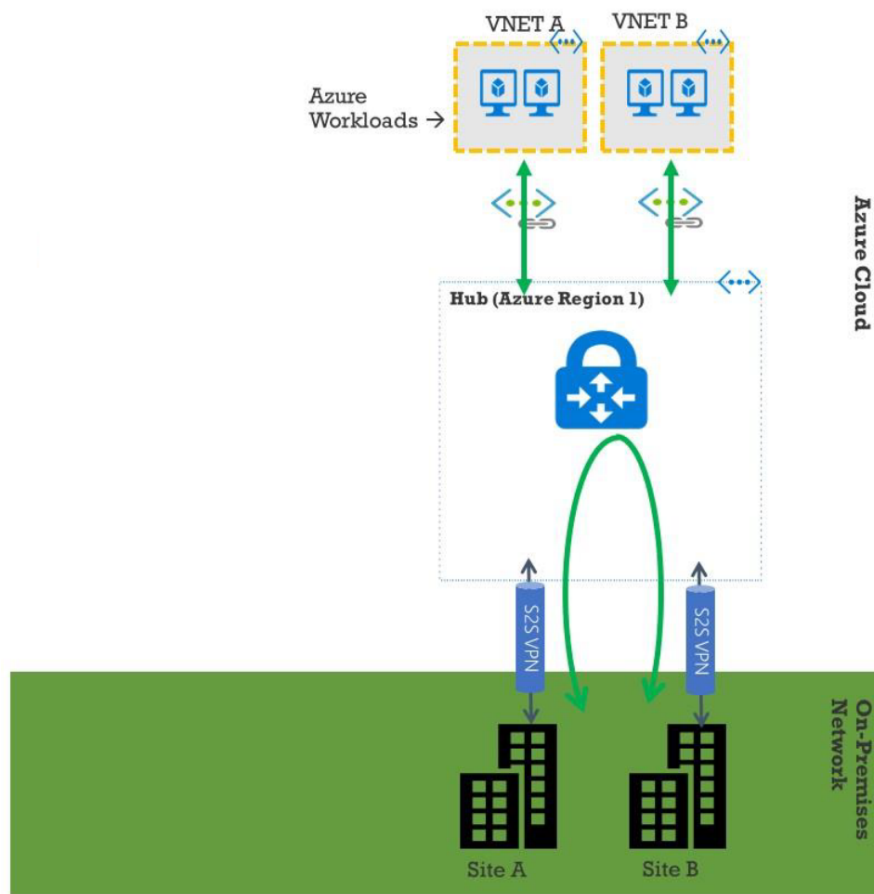 VNET A
VNET B
Azure
Workloads →
Azure Cloud
Hub (Azure Region 1)
S2S VPN
S2S VPN
On-Premises
Network
Site A
Site B